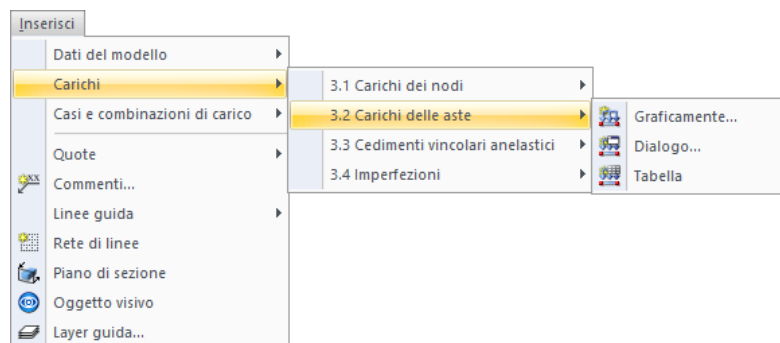 Inserisci
Dati del modello
Carichi
Casi e combinazioni di carico
Quote
Commenti...
Linee guida
Rete di linee
Piano di sezione
Oggetto visivo
Layer guida...
3.1 Carichi dei nodi
3.2 Carichi delle aste
3.3 Cedimenti vincolari anelastici
3.4 Imperfezioni
Graficamente...
Dialogo...
Tabella